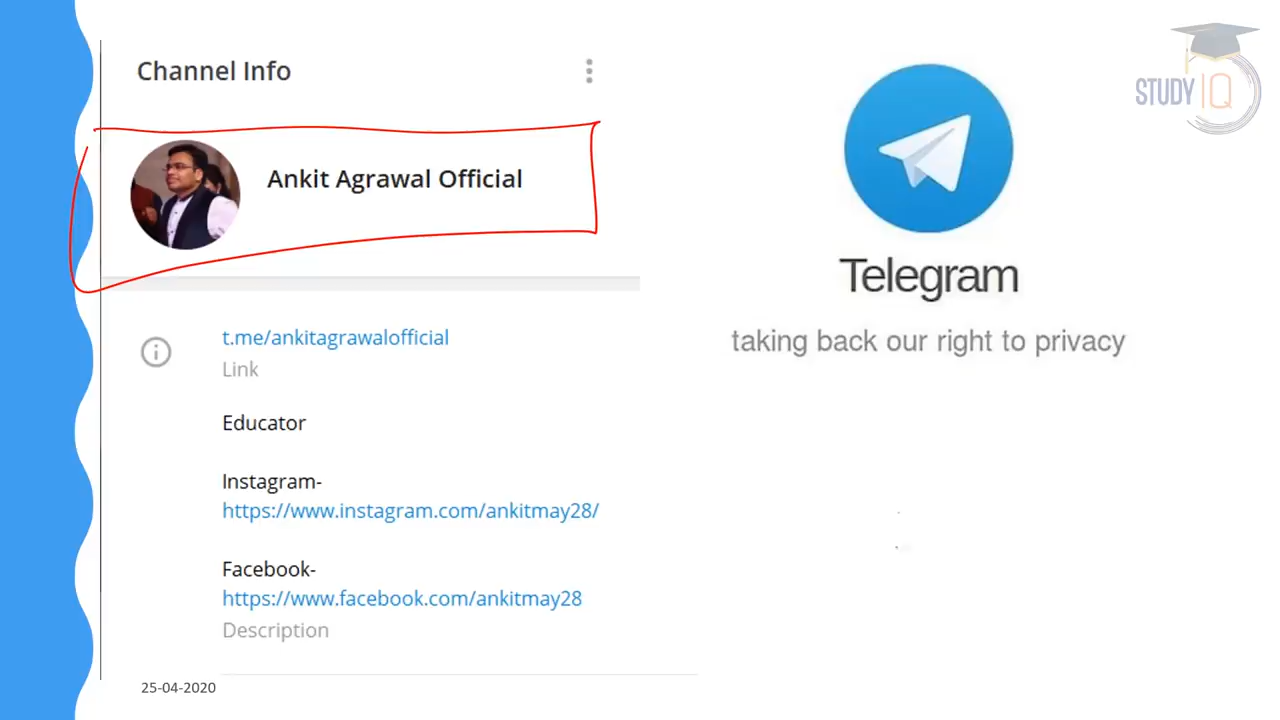 Channel Info
Ankit Agrawal Official
t.me/ankitagrawalofficial
Link
Educator
Instagram-
https://www.instagram.com/ankitmay28/
Facebook-
https://www.facebook.com/ankitmay28
Description
25-04-2020
Telegram
taking back our right to privacy
STUDY IQ